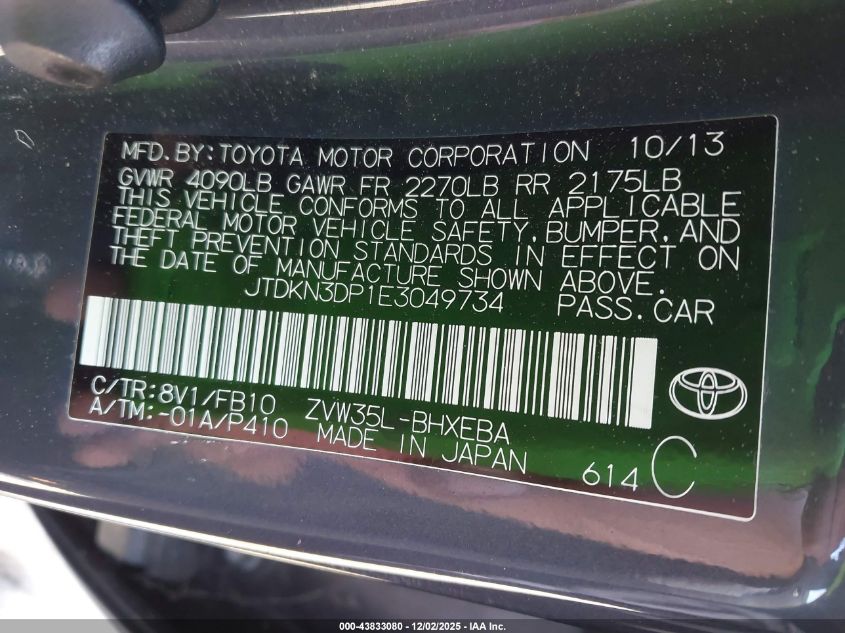 MFD. BY: TOYOTA MOTOR CORPORATION 10/13
GVWR 4090LB GAWR FR 2270LB RR 2175LB
THIS VEHICLE CONFORMS TO ALL APPLICABLE
FEDERAL MOTOR VEHICLE SAFETY, BUMPER, AND
THEFT PREVENTION STANDARDS IN EFFECT ON
THE DATE OF MANUFACTURE SHOWN ABOVE.
JTDKN3DP1E3049734 PASS.CAR
C/TR:8V1/FB10 ZVW35L-BHXEBA
A/TM:-01A/P410 MADE IN JAPAN 614 C
000-43833080 - 12/02/2025 - IAA Inc.